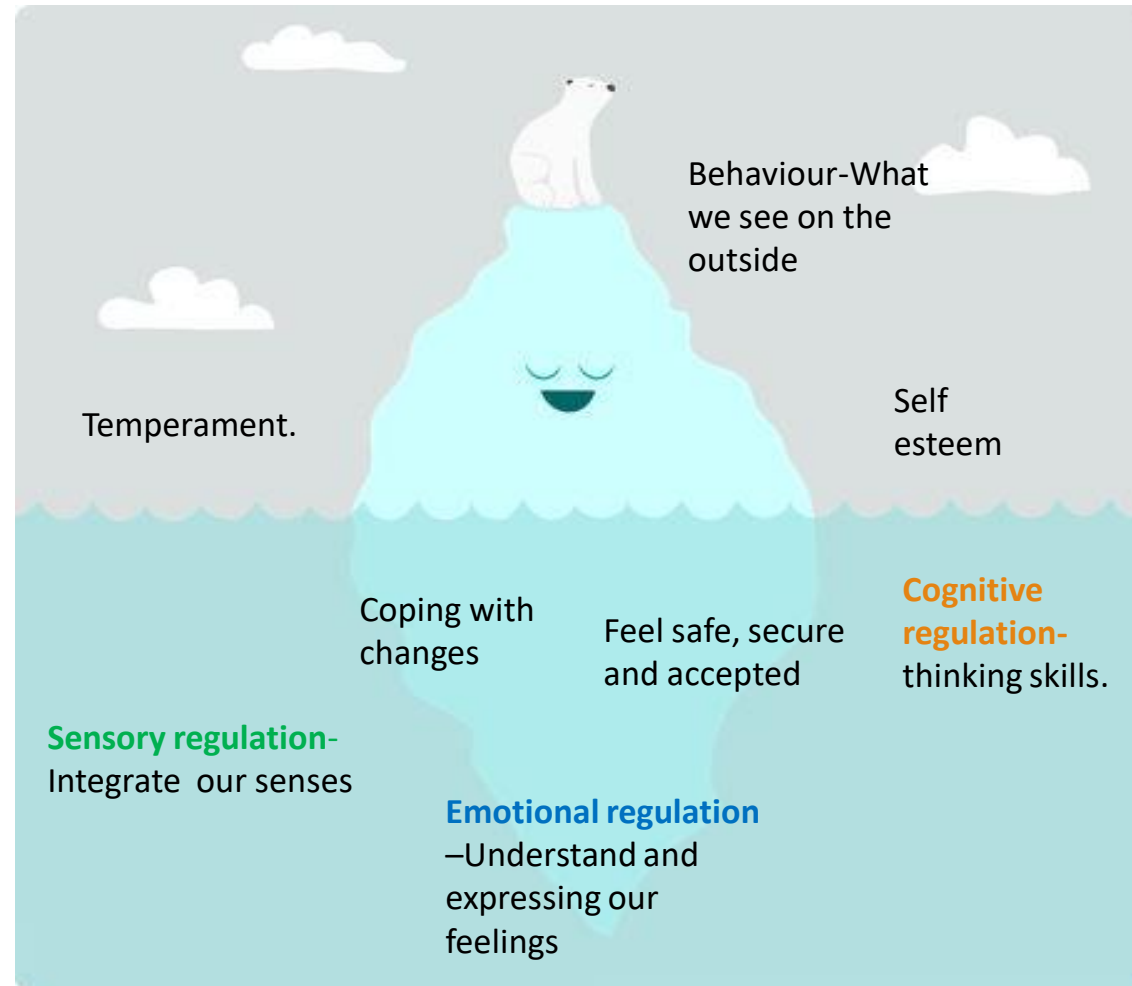 Behaviour-What
we see on the
outside
Temperament.
Self
esteem
Coping with
changes
Feel safe, secure
and accepted
Cognitive
regulation-
thinking skills.
Sensory regulation-
Integrate our senses
Emotional regulation
–Understand and
expressing our
feelings